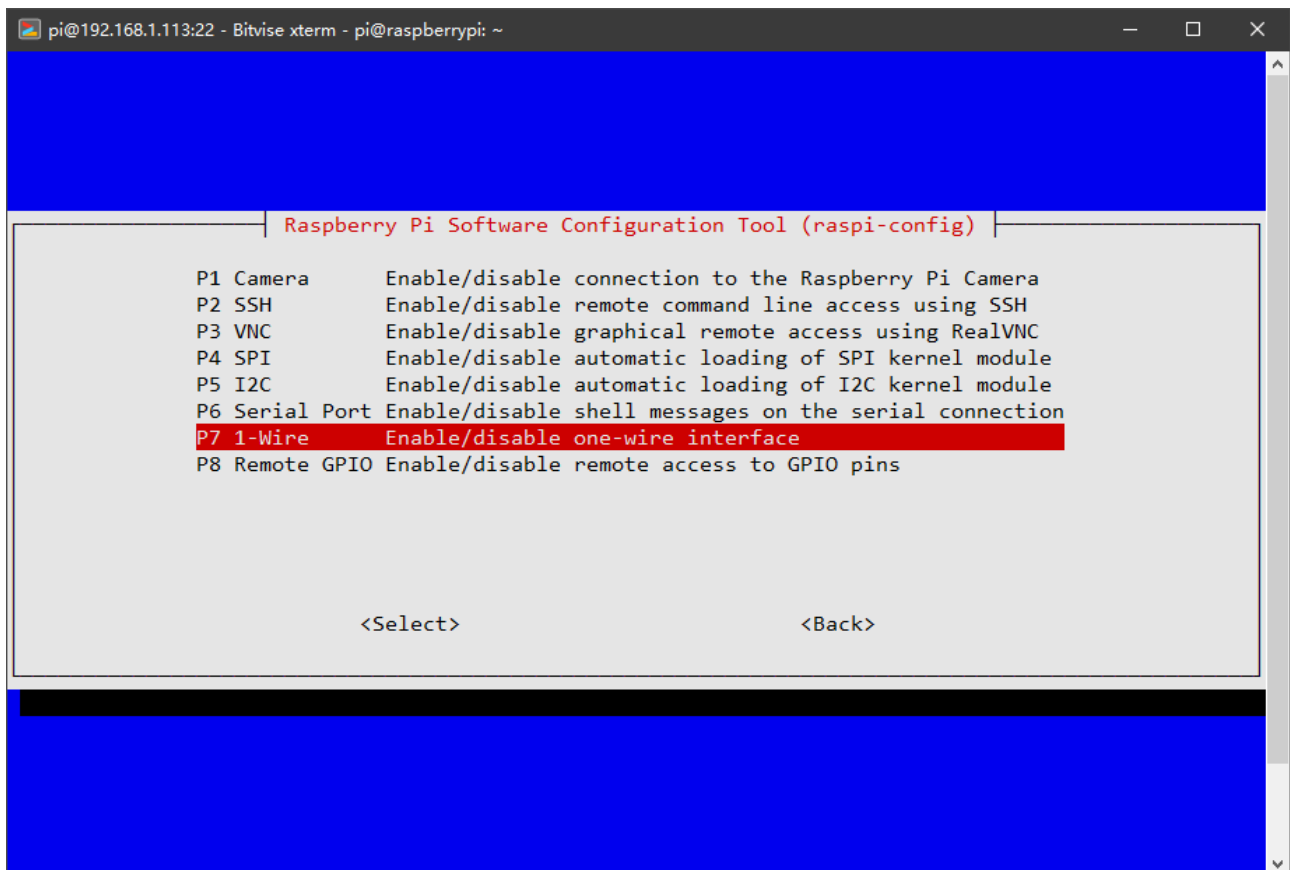 pi@192.168.1.113:22 - Bitvise xterm - pi@raspberrypi: ~
Raspberry Pi Software Configuration Tool (raspi-config)
P1 Camera Enable/disable connection to the Raspberry Pi Camera
P2 SSH Enable/disable remote command line access using SSH
P3 VNC Enable/disable graphical remote access using RealVNC
P4 SPI Enable/disable automatic loading of SPI kernel module
P5 I2C Enable/disable automatic loading of I2C kernel module
P6 Serial Port Enable/disable shell messages on the serial connection
P7 1-Wire Enable/disable one-wire interface
P8 Remote GPIO Enable/disable remote access to GPIO pins
<Select> <Back>